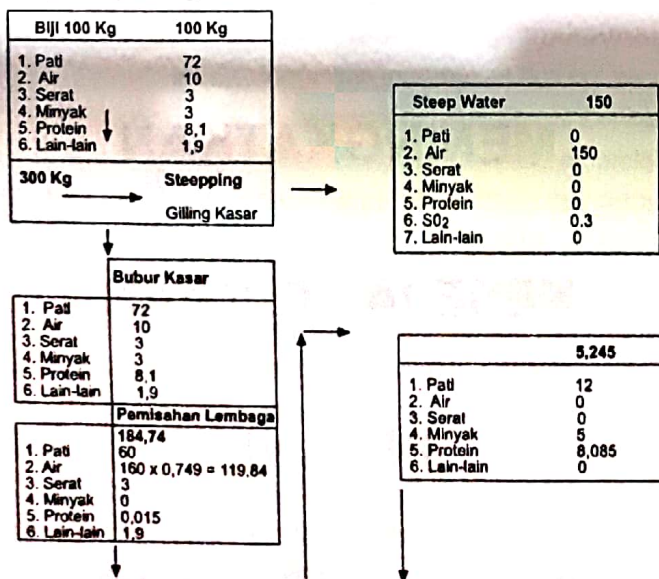 Biji 100 Kg 100 Kg
1. Pati 72
2. Air 10
3. Serat 3
4. Minyak 3
5. Protein 8,1
6. Lain-lain 1,9
300 Kg Steepping
Gilling Kasar
Steep Water 150
1. Pati 0
2. Air 150
3. Serat 0
4. Minyak 0
5. Protein 0
6. SO2 0.3
7. Lain-lain 0
Bubur Kasar
1. Pati 72
2. Air 10
3. Serat 3
4. Minyak 3
5. Protein 8,1
6. Lain-lain 1,9
Pemisahan Lembaga
184,74
1. Pati 60
2. Air 160 x 0,749 = 119,84
3. Serat 3
4. Minyak 0
5. Protein 0,015
6. Lain-lain 1,9
5,245
1. Pati 12
2. Air 0
3. Serat 0
4. Minyak 5
5. Protein 8,085
6. Lain-lain 0